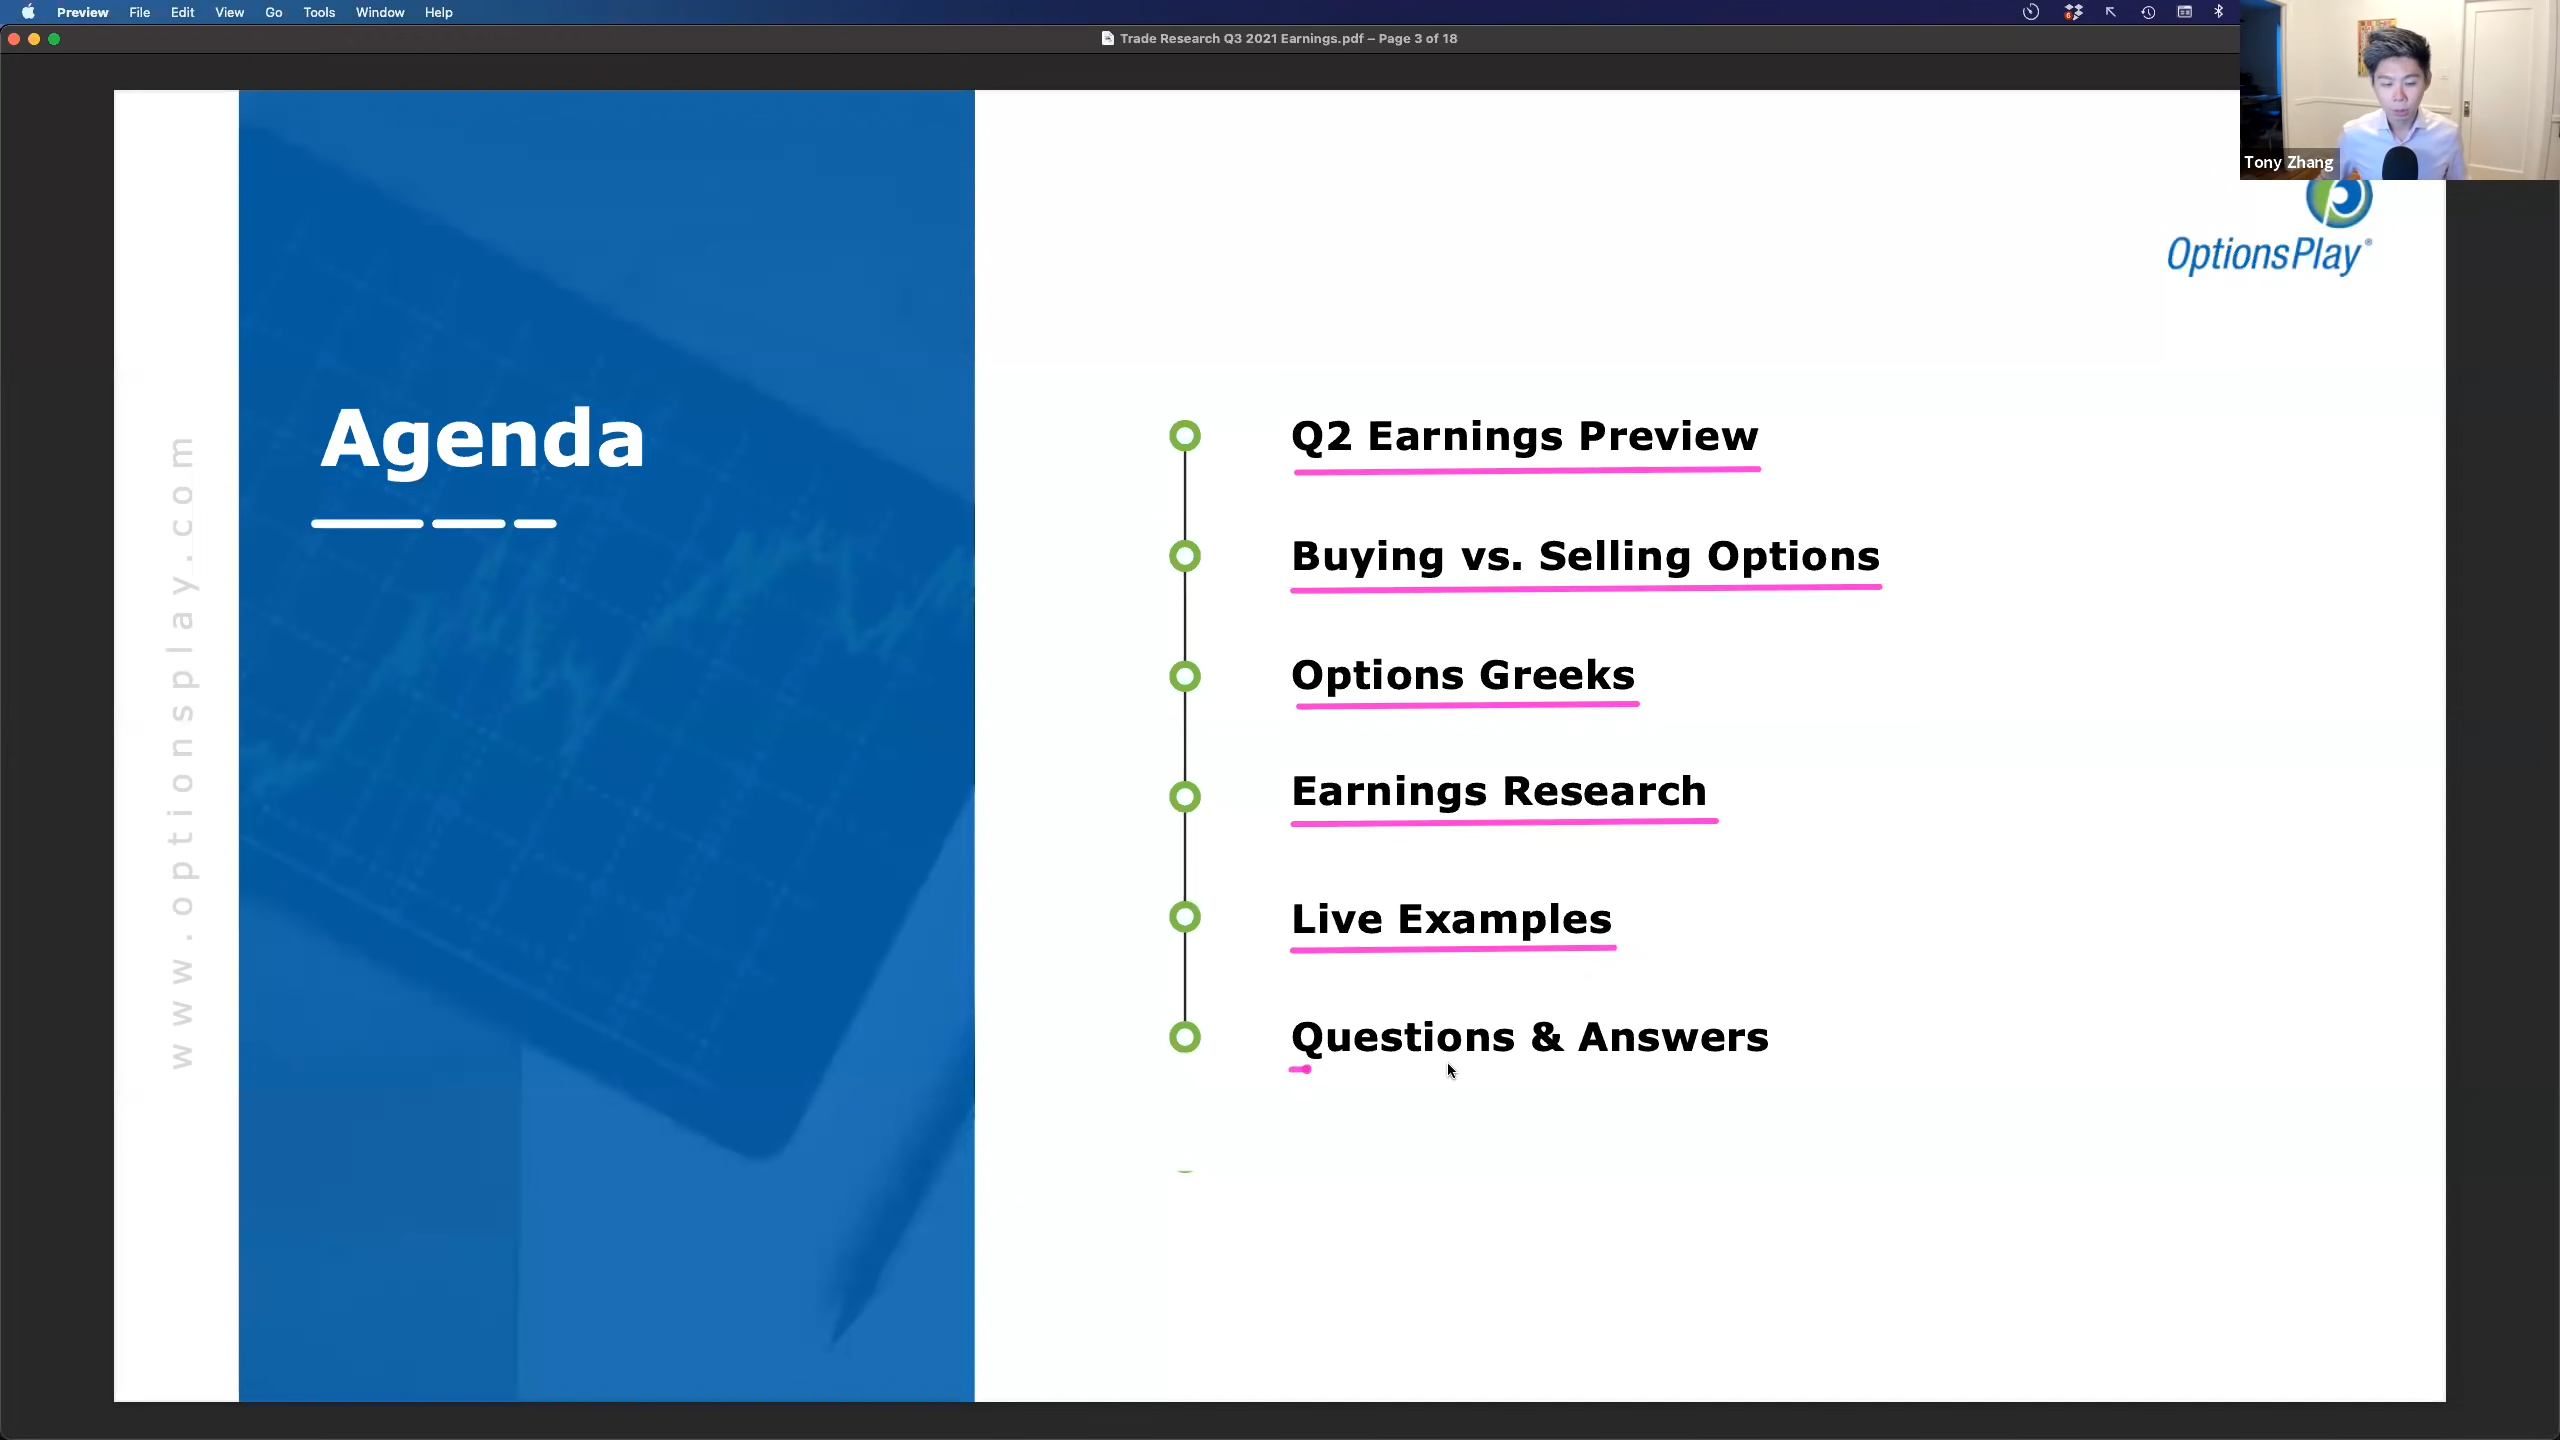 Preview File Edit View Go Tools Window Help
Trade Research Q3 2021 Earnings.pdf – Page 3 of 18
Tony Zhang
OptionsPlay®
www.optionsplay.com
Agenda
Q2 Earnings Preview
Buying vs. Selling Options
Options Greeks
Earnings Research
Live Examples
Questions & Answers